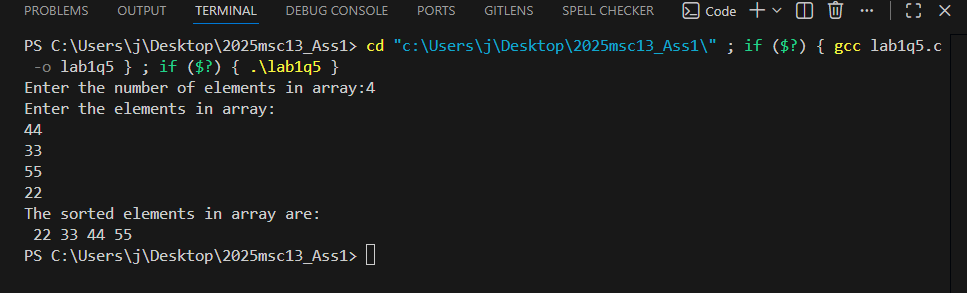 PROBLEMS OUTPUT TERMINAL DEBUG CONSOLE PORTS GITLENS SPELL CHECKER Code
PS C:\Users\j\Desktop\2025msc13_Ass1> cd "c:\Users\j\Desktop\2025msc13_Ass1\" ; if ($?) { gcc lab1q5.c
-o lab1q5 } ; if ($?) { .\lab1q5 }
Enter the number of elements in array:4
Enter the elements in array:
44
33
55
22
The sorted elements in array are:
22 33 44 55
PS C:\Users\j\Desktop\2025msc13_Ass1>